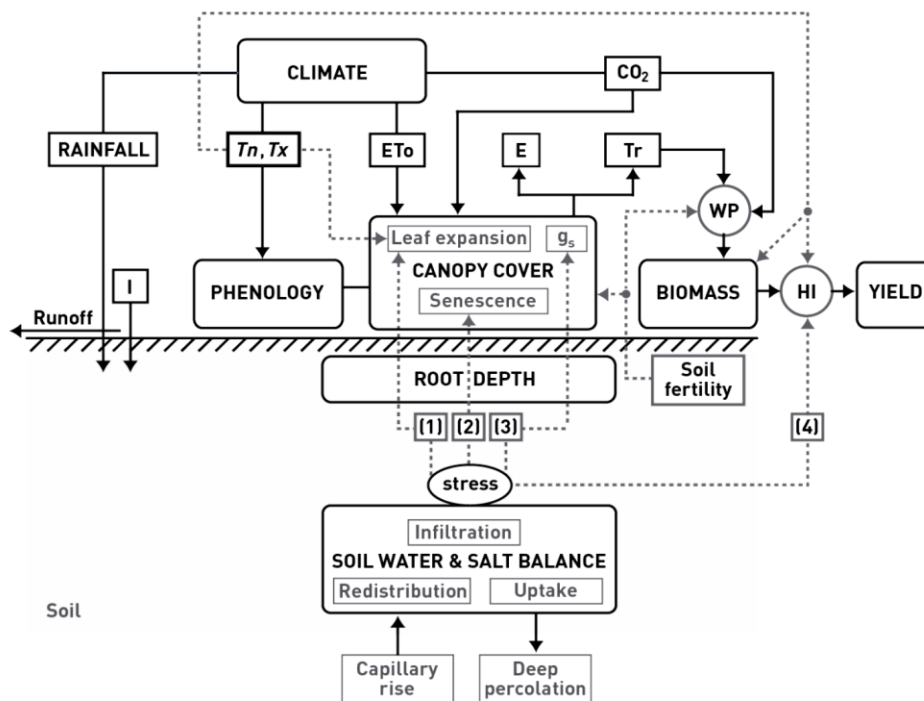 CLIMATE
CO₂
RAINFALL
Tn, Tx
ETo
E
Tr
WP
Leaf expansion
gₛ
CANOPY COVER
Senescence
PHENOLOGY
I
BIOMASS
HI
YIELD
Runoff
ROOT DEPTH
Soil
fertility
(1)
(2)
(3)
(4)
stress
Infiltration
SOIL WATER & SALT BALANCE
Redistribution
Uptake
Soil
Capillary
rise
Deep
percolation